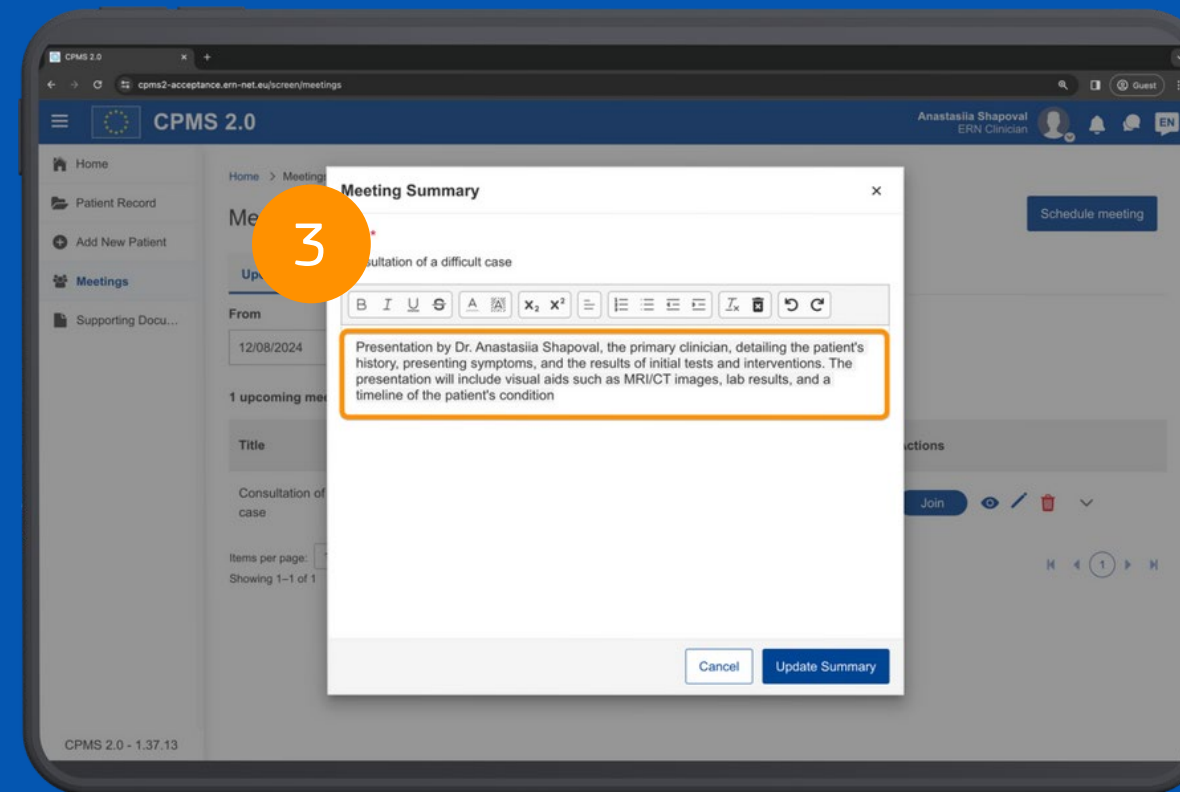 CPMS 2.0
cpms2-acceptance.ern-net.eu/screen/meetings
Guest
CPMS 2.0
Anastasiia Shapoval
ERN Clinician
EN
Home
Patient Record
Add New Patient
Meetings
Supporting Docu...
CPMS 2.0 - 1.37.13
Home > Meetings
Schedule meeting
3
From
12/08/2024
1 upcoming
Title
Actions
Consultation of
case
Join
Items per page:
Showing 1–1 of 1
1
Meeting Summary
*
Consultation of a difficult case
B I U S A A X₂ X² Tx
Presentation by Dr. Anastasiia Shapoval, the primary clinician, detailing the patient's
history, presenting symptoms, and the results of initial tests and interventions. The
presentation will include visual aids such as MRI/CT images, lab results, and a
timeline of the patient's condition
Cancel
Update Summary